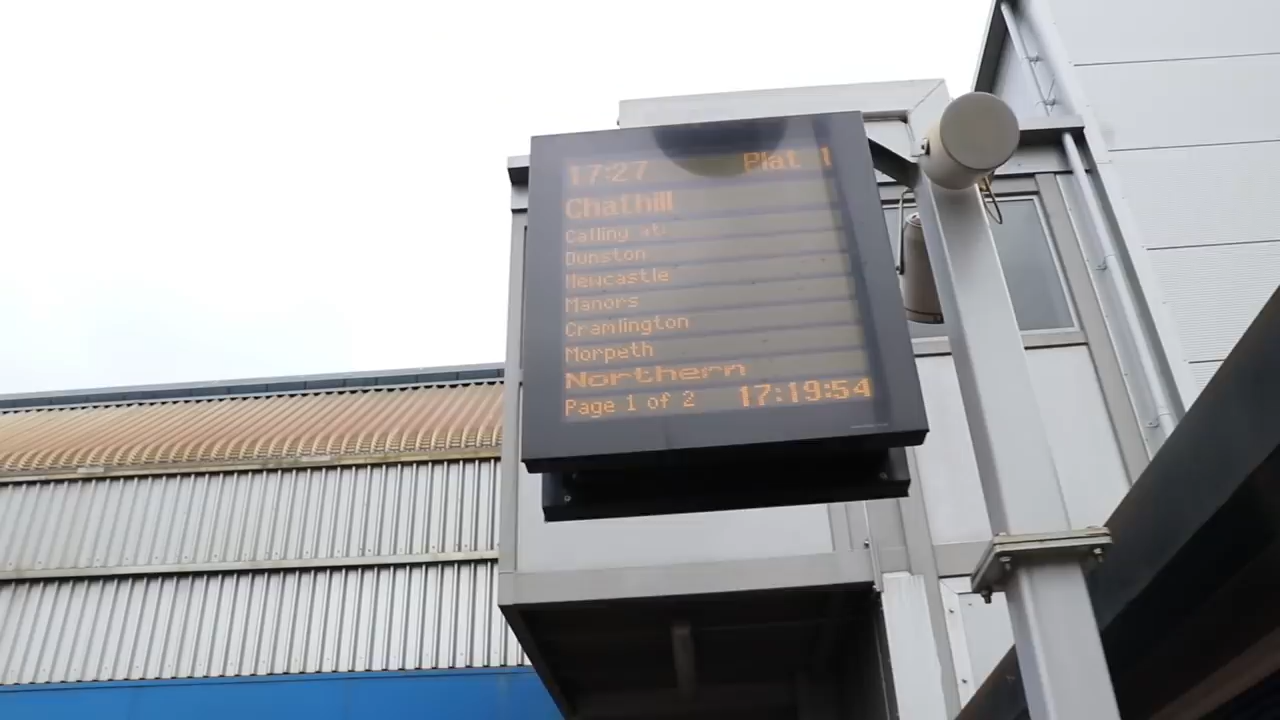 17:27 Plat 1
Chathill
Calling at:
Dunston
Newcastle
Manors
Cramlington
Morpeth
Northern
Page 1 of 2 17:19:54